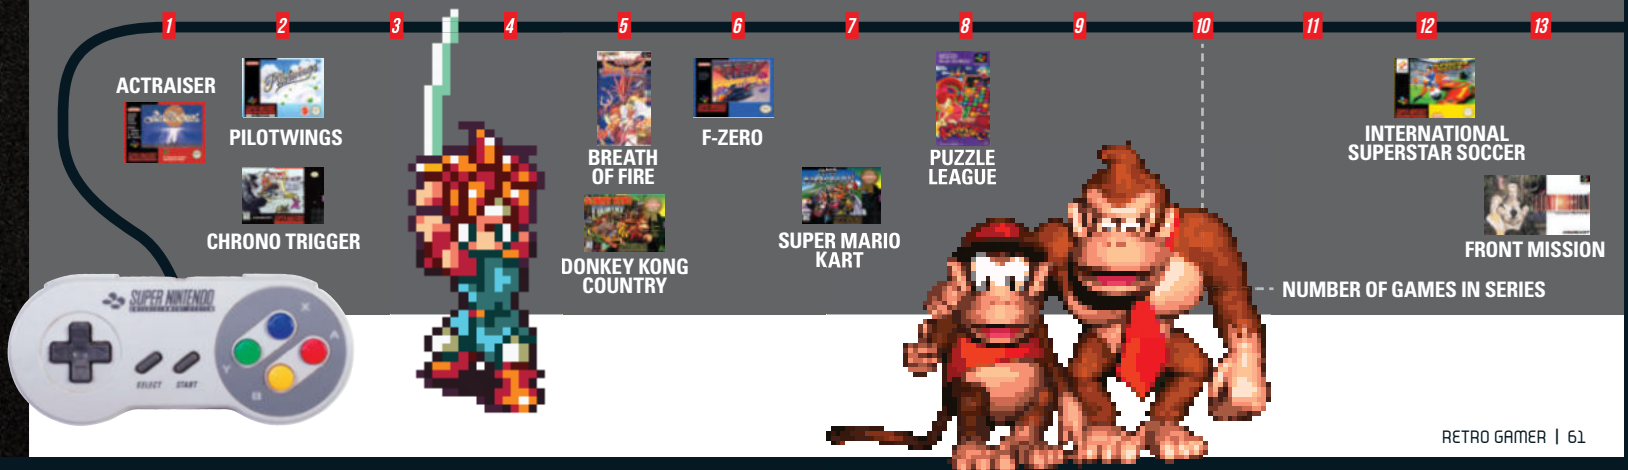 1 2 3 4 5 6 7 8 9 10 11 12 13
ACTRAISER
PILOTWINGS
CHRONO TRIGGER
BREATH
OF FIRE
DONKEY KONG
COUNTRY
F-ZERO
SUPER MARIO
KART
PUZZLE
LEAGUE
INTERNATIONAL
SUPERSTAR SOCCER
FRONT MISSION
NUMBER OF GAMES IN SERIES
SUPER NINTENDO
X
A
Y
SELECT START
RETRO GAMER | 61